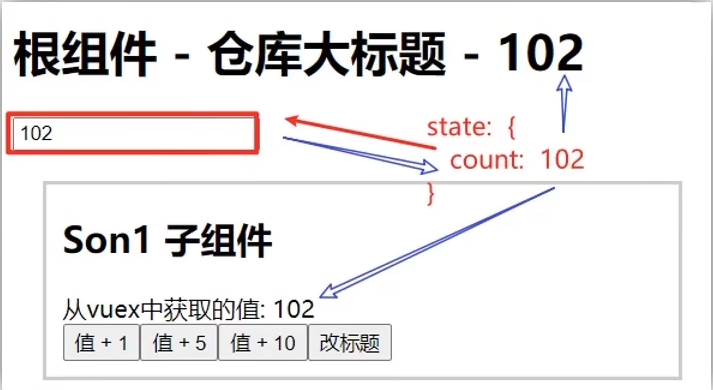 根组件 - 仓库大标题 - 102
102
state: {
count: 102
}
Son1 子组件
从vuex中获取的值: 102
值 + 1 值 + 5 值 + 10 改标题